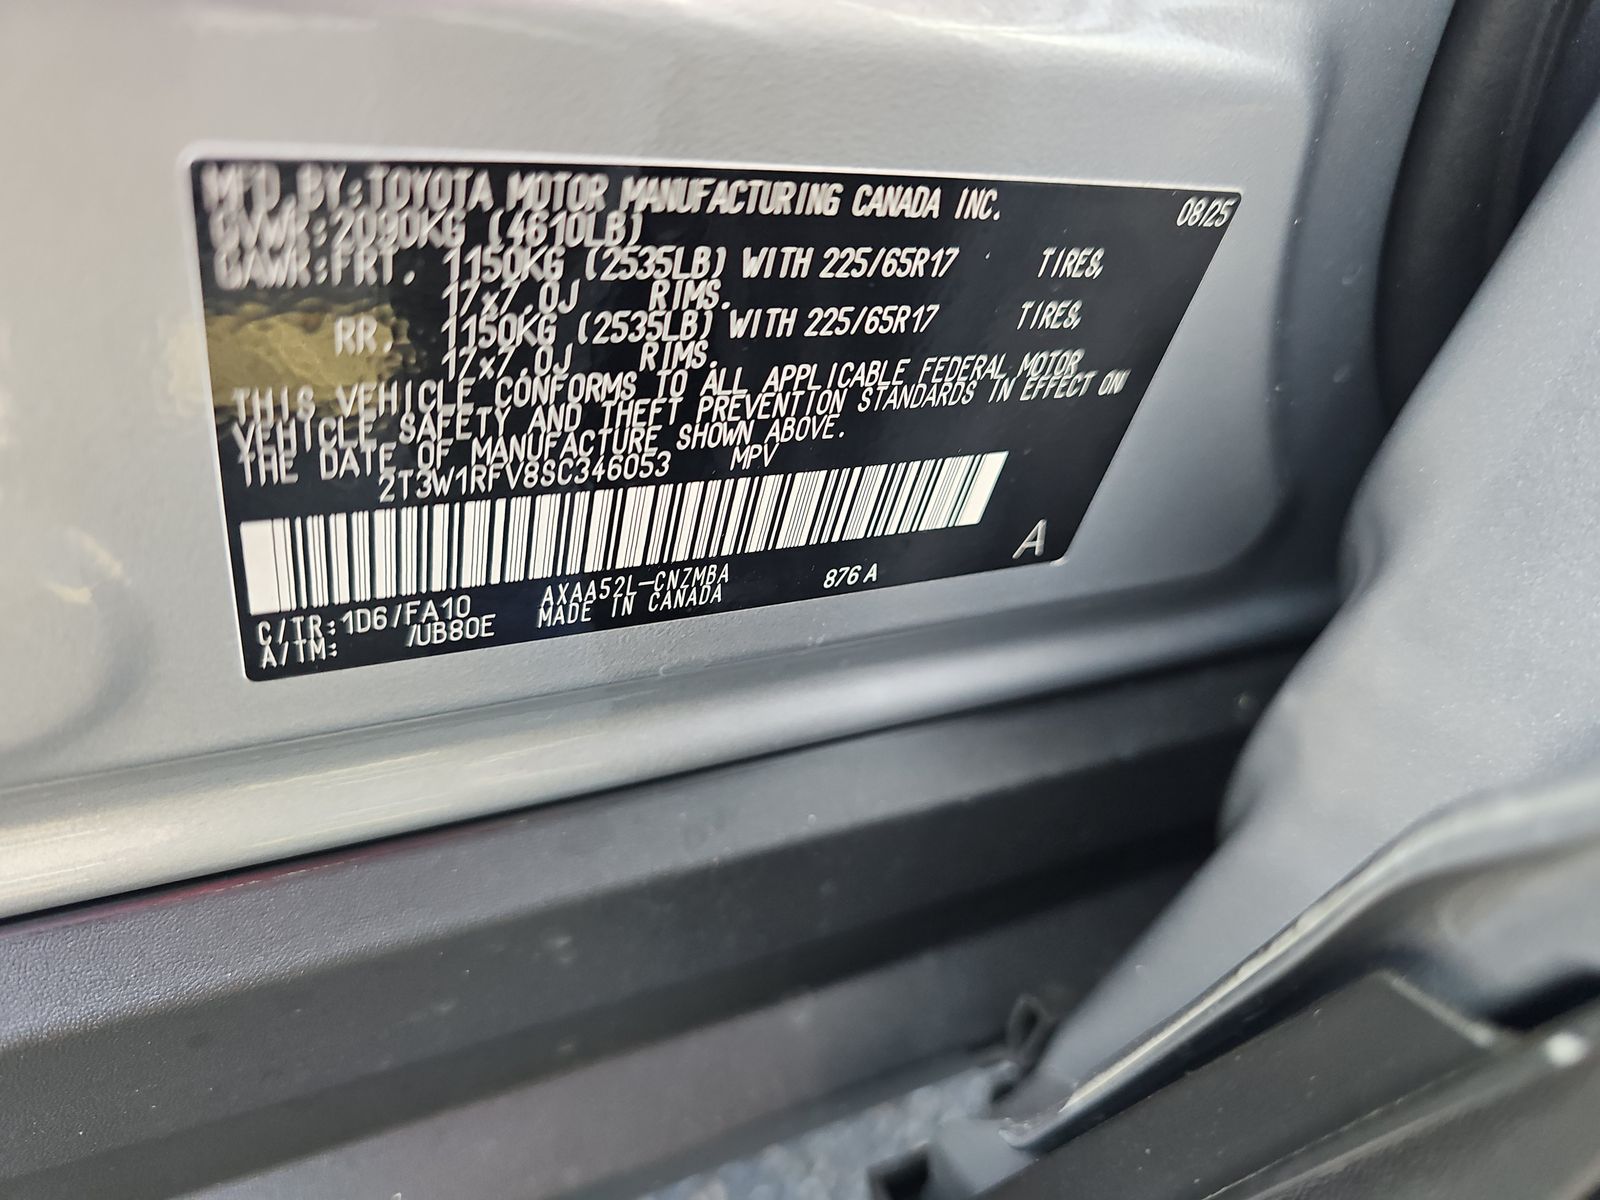 MFD BY:TOYOTA MOTOR MANUFACTURING CANADA INC. 08/25
GVWR:2090KG (4610LB)
GAWR:FRT. 1150KG (2535LB) WITH 225/65R17 TIRES,
17x7.0J RIMS.
RR. 1150KG (2535LB) WITH 225/65R17 TIRES,
17x7.0J RIMS.
THIS VEHICLE CONFORMS TO ALL APPLICABLE FEDERAL MOTOR
VEHICLE SAFETY AND THEFT PREVENTION STANDARDS IN EFFECT ON
THE DATE OF MANUFACTURE SHOWN ABOVE.
2T3W1RFV8SC346053 MPV
A
C/TR:1D6/FA10 AXAA52L-CNZMBA 876A
A/TM: /UB80E MADE IN CANADA